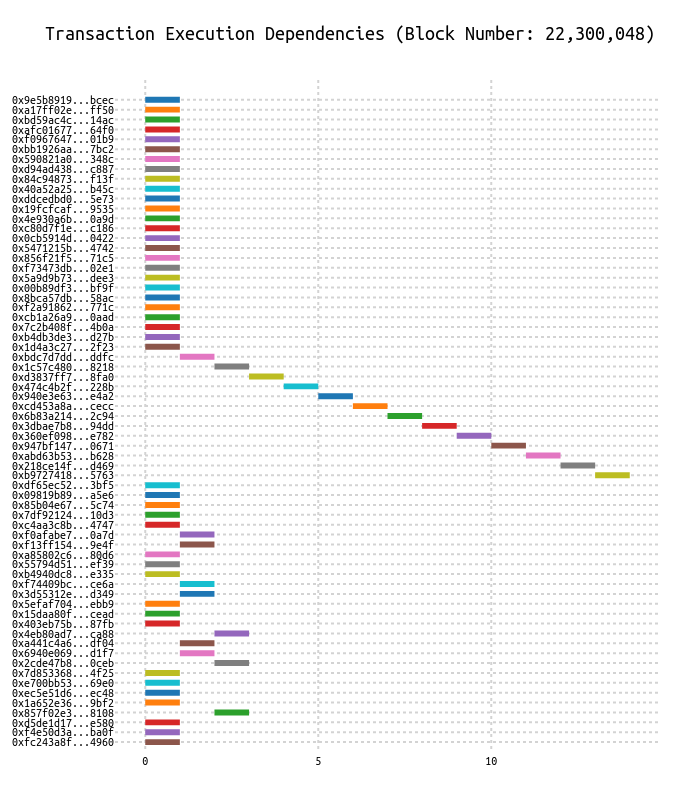 Transaction Execution Dependencies (Block Number: 22,300,048)
0x9e5b8919...bcec
0xa17ff02e...ff50
0xbd59ac4c...14ac
0xafc01677...64f0
0xf0967647...01b9
0xbb1926aa...7bc2
0x590821a0...348c
0xd94ad438...c887
0x84c94873...f13f
0x40a52a25...b45c
0xddcedbd0...5e73
0x19fcfcaf...9535
0x4e930a6b...0a9d
0xc80d7f1e...c186
0x0cb5914d...0422
0x5471215b...4742
0x856f21f5...71c5
0xf73473db...02e1
0x5a9d9b73...dee3
0x00b89df3...bf9f
0x8bca57db...58ac
0xf2a91862...771c
0xcb1a26a9...0aad
0x7c2b408f...4b0a
0xb4db3de3...d27b
0x1d4a3c27...2f23
0xbdc7d7dd...ddfc
0x1c57c480...8218
0xd3837ff7...8fa0
0x474c4b2f...228b
0x940e3e63...e4a2
0xcd453a8a...cecc
0x6b83a214...2c94
0x3dbae7b8...94dd
0x360ef098...e782
0x947bf147...0671
0xabd63b53...b628
0x218ce14f...d469
0xb9727418...5763
0xdf65ec52...3bf5
0x09819b89...a5e6
0x85b04e67...5c74
0x7df92124...10d3
0xc4aa3c8b...4747
0xf0afabe7...0a7d
0xf13ff154...9e4f
0xa85802c6...80d6
0x55794d51...ef39
0xb4940dc8...e335
0xf74409bc...ce6a
0x3d55312e...d349
0x5efaf704...ebb9
0x15daa80f...cead
0x403eb75b...87fb
0x4eb80ad7...ca88
0xa441c4a6...df04
0x6940e069...d1f7
0x2cde47b8...0ceb
0x7d853368...4f25
0xe700bb53...69e0
0xec5e51d6...ec48
0x1a652e36...9bf2
0x857f02e3...8108
0xd5de1d17...e580
0xf4e50d3a...ba0f
0xfc243a8f...4960
0 5 10